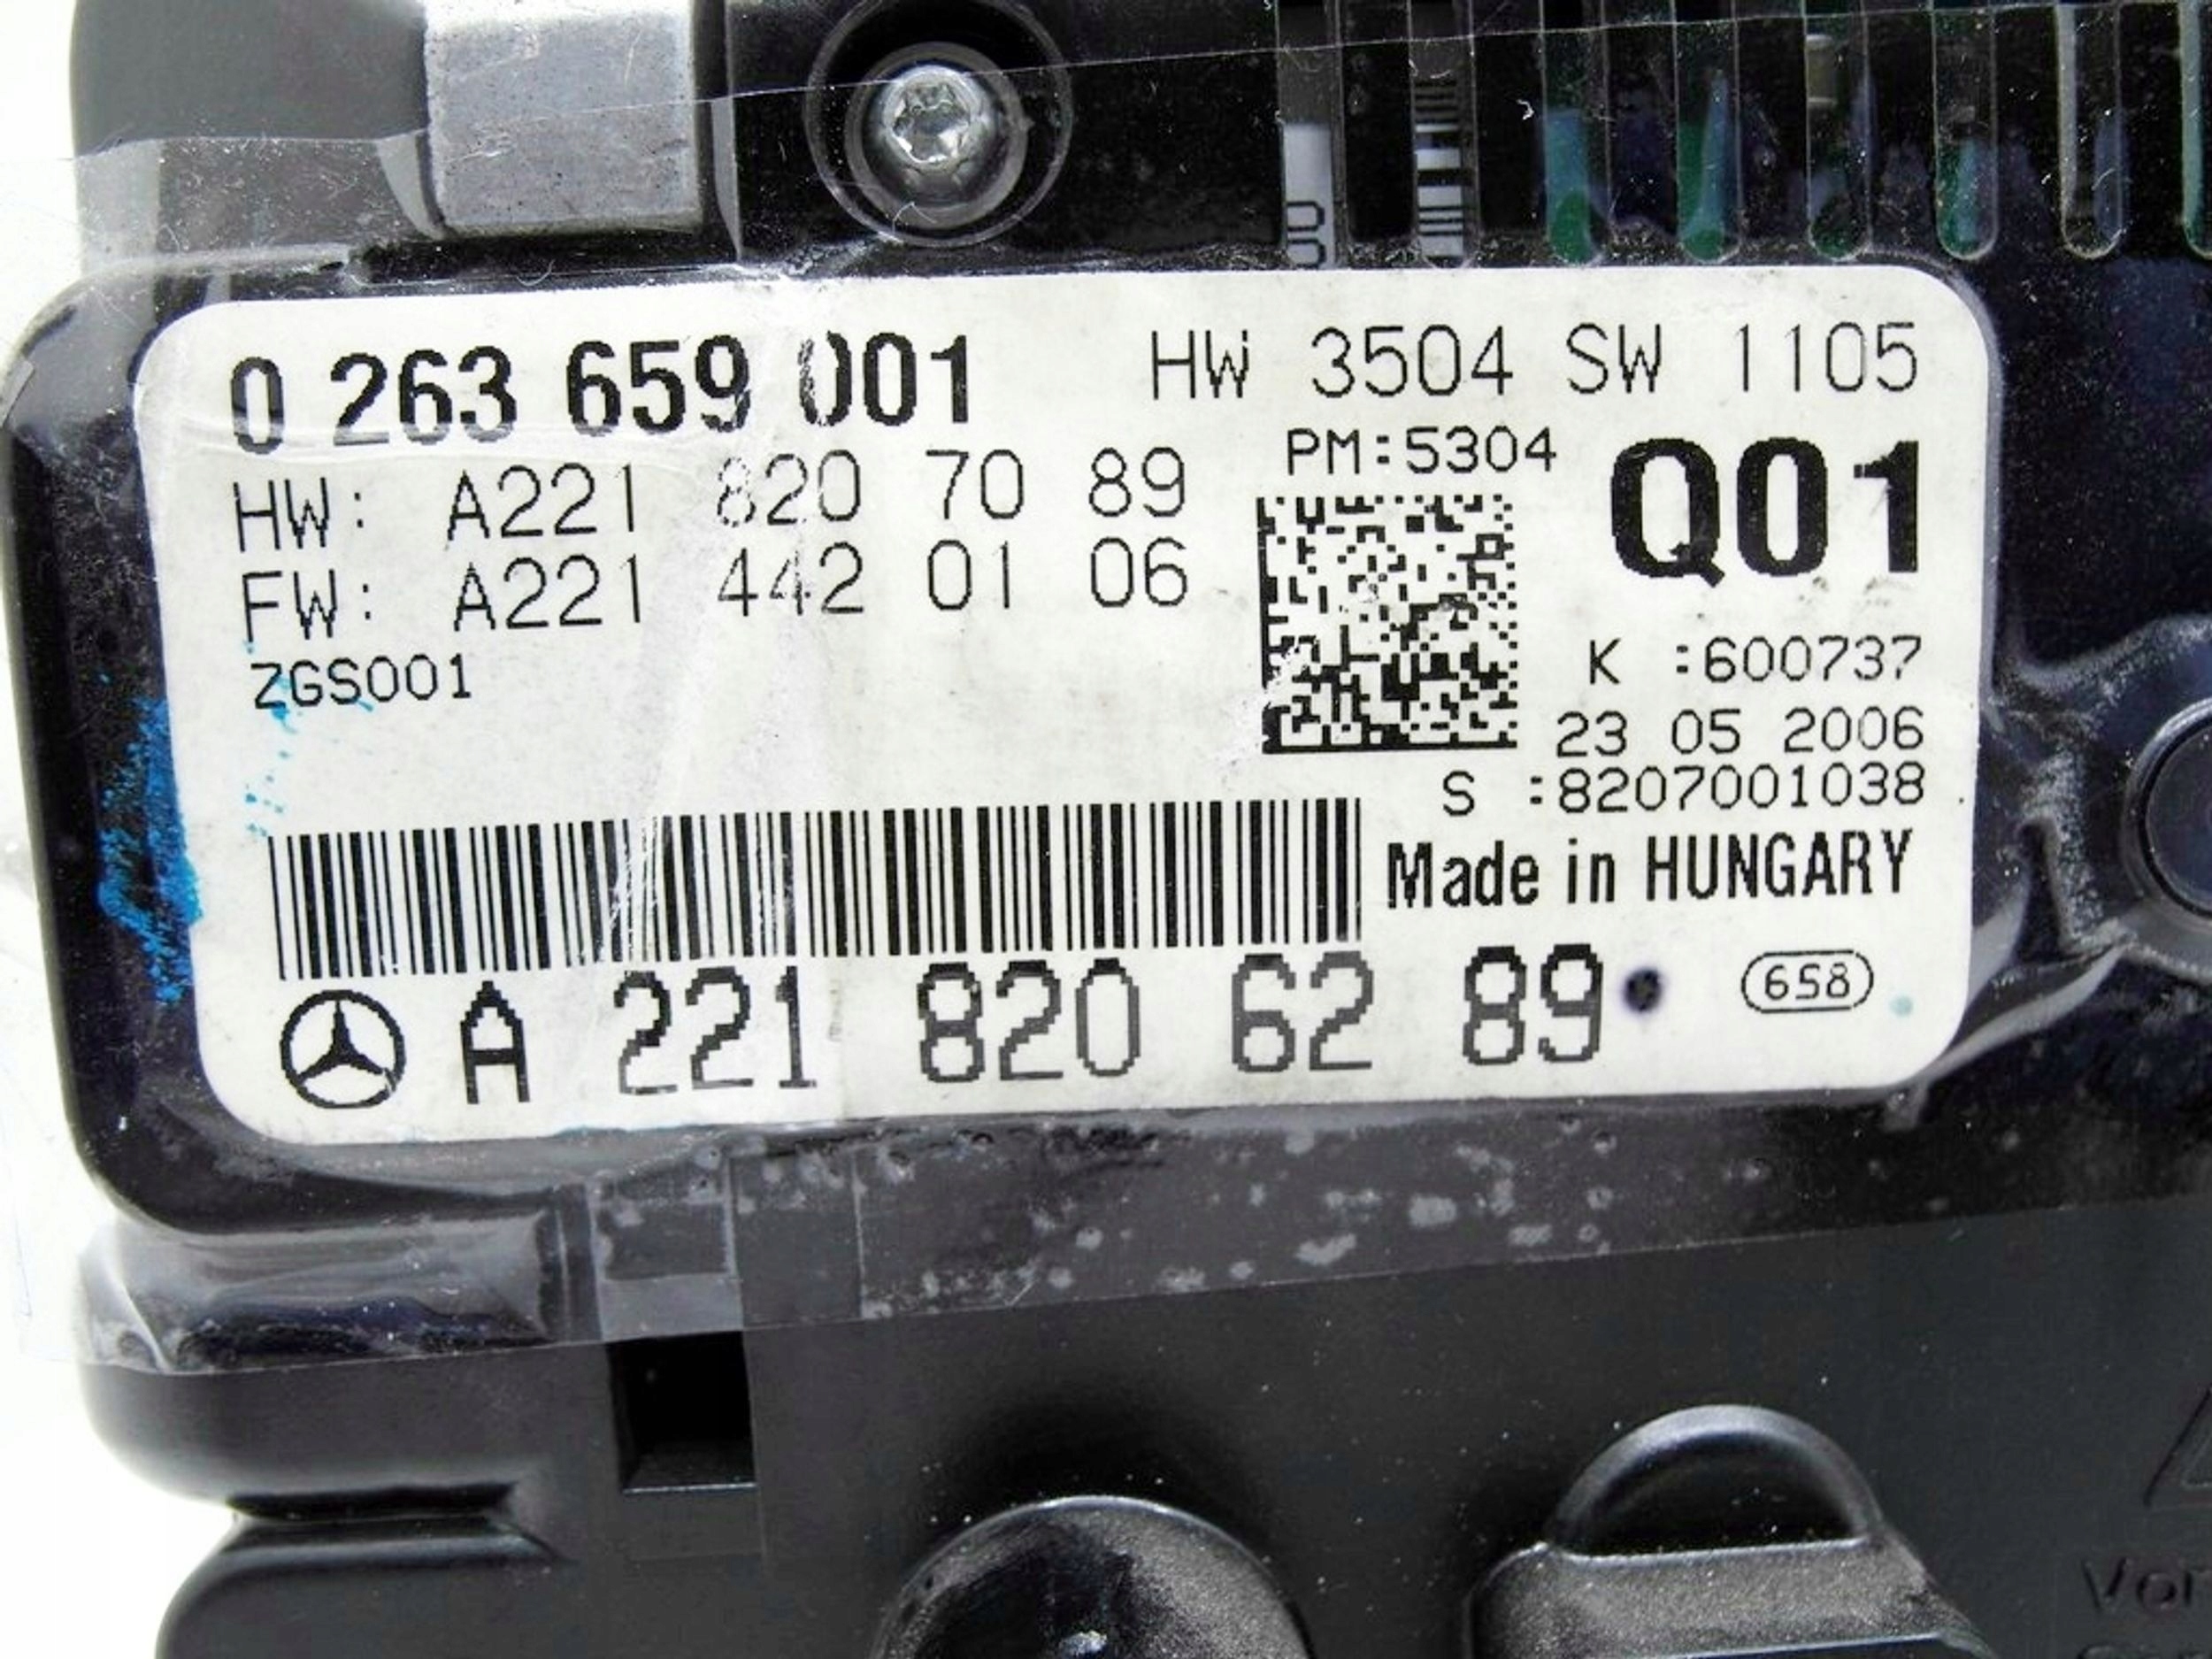 0 263 659 001 HW 3504 SW 1105
PM:5304 Q01
HW: A221 820 70 89
FW: A221 442 01 06
ZGS001
K :600737
23 05 2006
S :8207001038
Made in HUNGARY
A 221 820 62 89
658
00